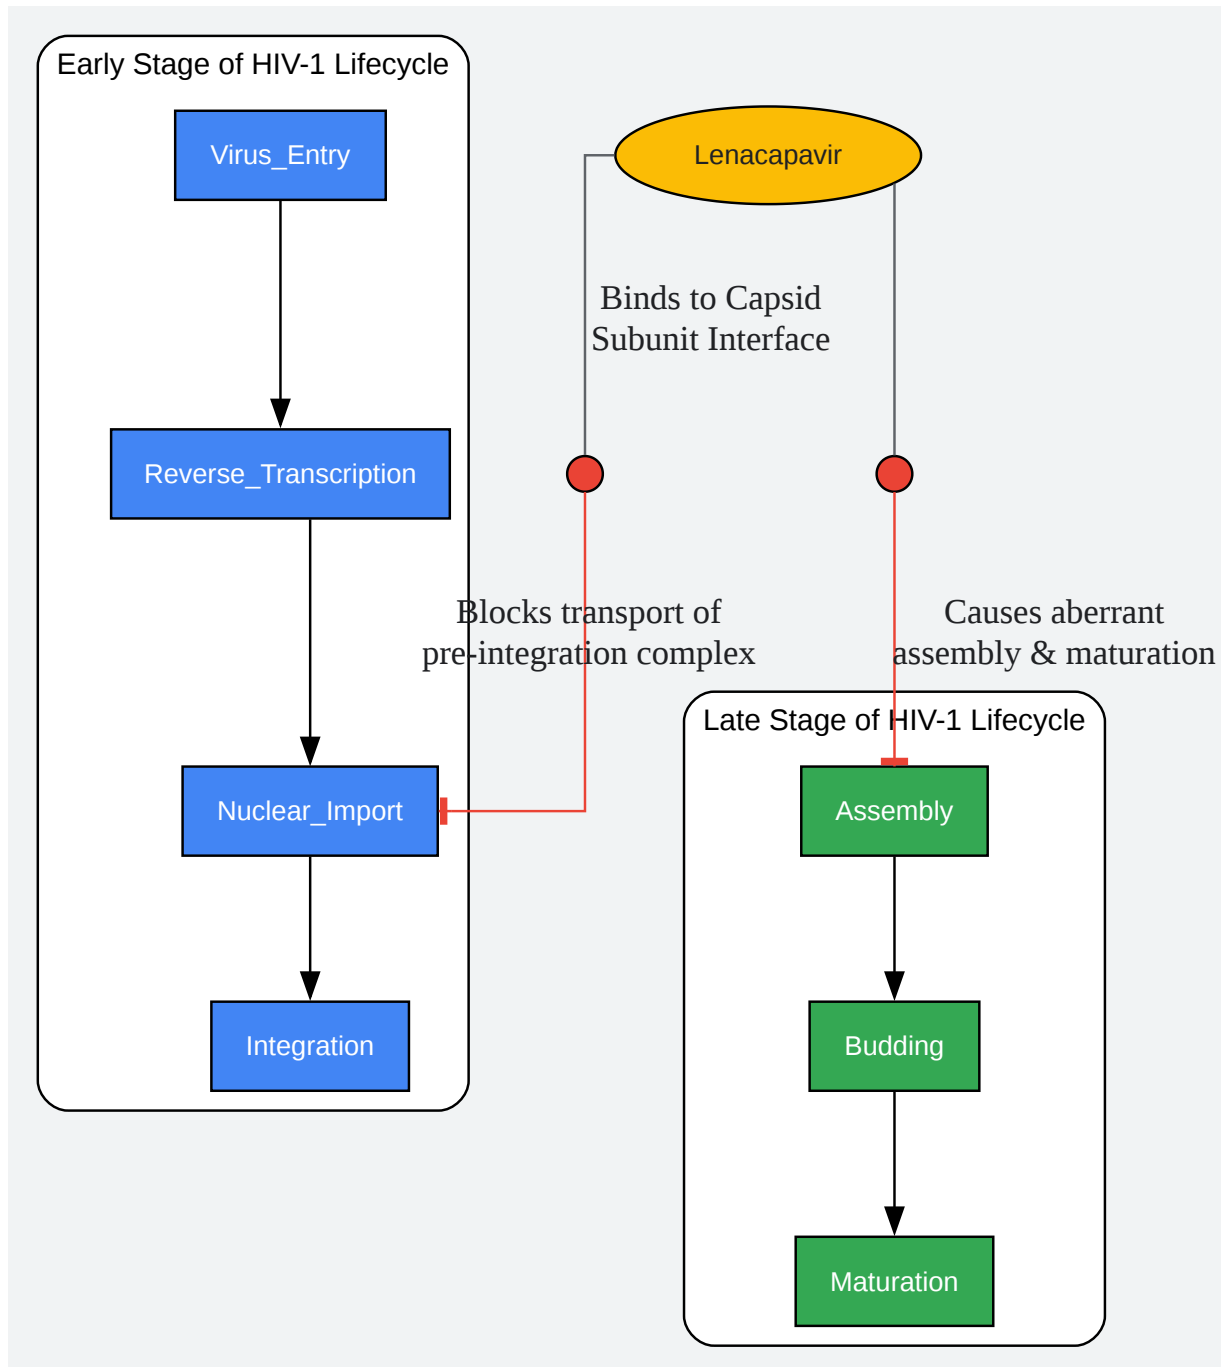 Early Stage of HIV-1 Lifecycle
Virus_Entry
Lenacapavir
Binds to Capsid
Subunit Interface
Reverse_Transcription
Blocks transport of
pre-integration complex
Causes aberrant
assembly & maturation
Late Stage of HIV-1 Lifecycle
Nuclear_Import
Assembly
Integration
Budding
Maturation